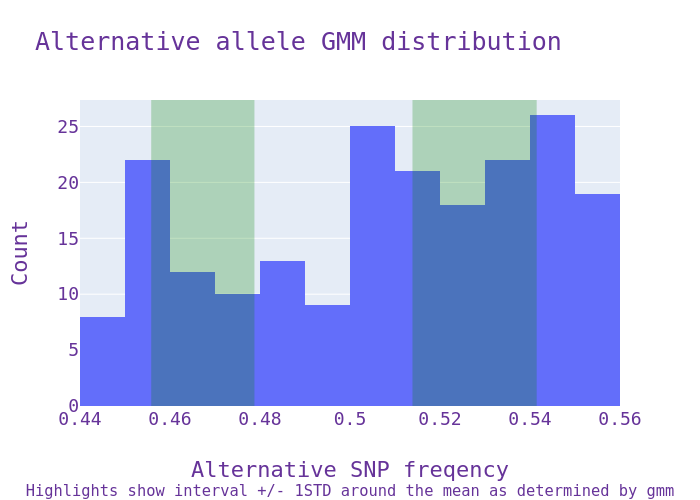 Alternative allele GMM distribution
Count
25
20
15
10
5
0
0.44 0.46 0.48 0.5 0.52 0.54 0.56
Alternative SNP freqency
Highlights show interval +/- 1STD around the mean as determined by gmm